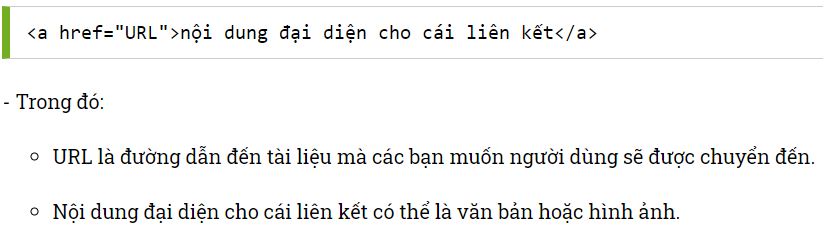 <a href="URL">nội dung đại diện cho cái liên kết</a>
- Trong đó:
○ URL là đường dẫn đến tài liệu mà các bạn muốn người dùng sẽ được chuyển đến.
○ Nội dung đại diện cho cái liên kết có thể là văn bản hoặc hình ảnh.